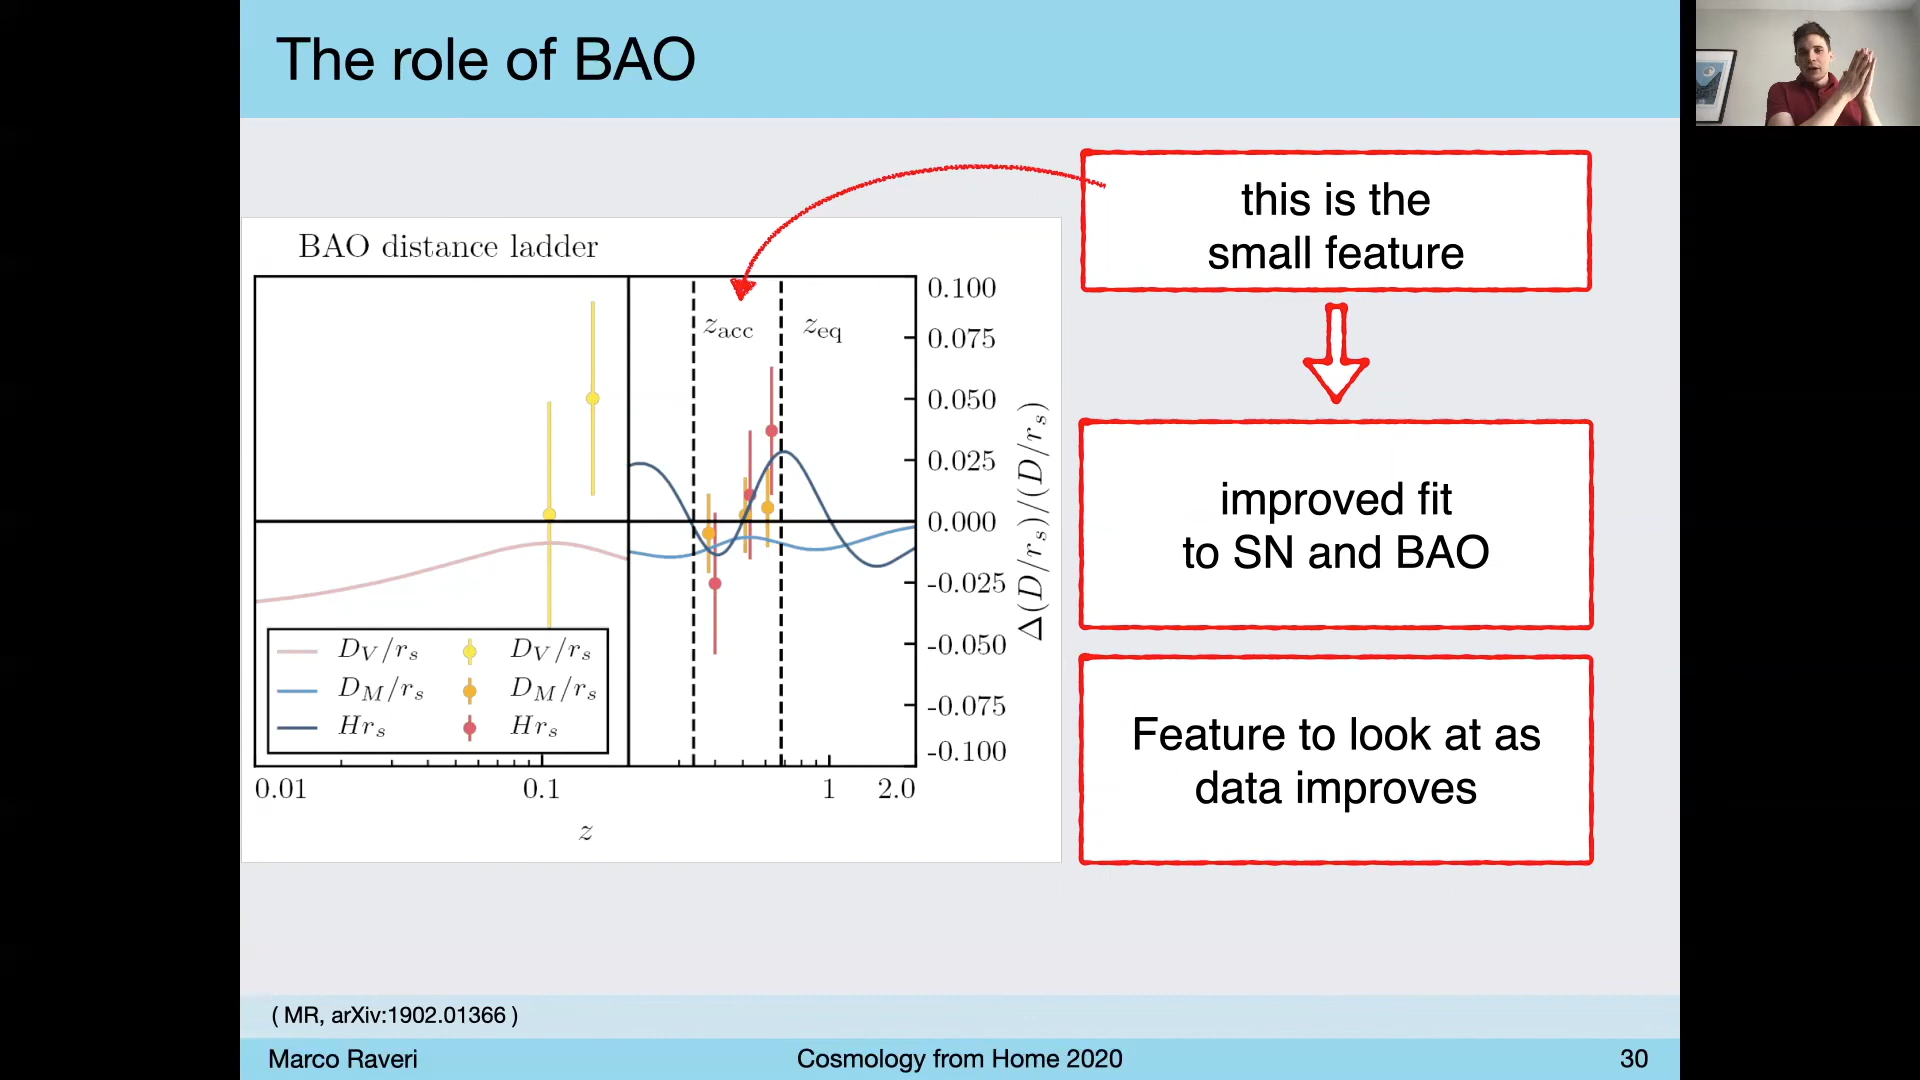 The role of BAO
this is the
small feature
improved fit
to SN and BAO
Feature to look at as
data improves
BAO distance ladder
z_acc
z_eq
0.100
0.075
0.050
0.025
0.000
-0.025
-0.050
-0.075
-0.100
Δ(D/r_s)/(D/r_s)
D_V/r_s D_V/r_s
D_M/r_s D_M/r_s
Hr_s Hr_s
0.01 0.1 1 2.0
z
( MR, arXiv:1902.01366 )
Marco Raveri Cosmology from Home 2020 30